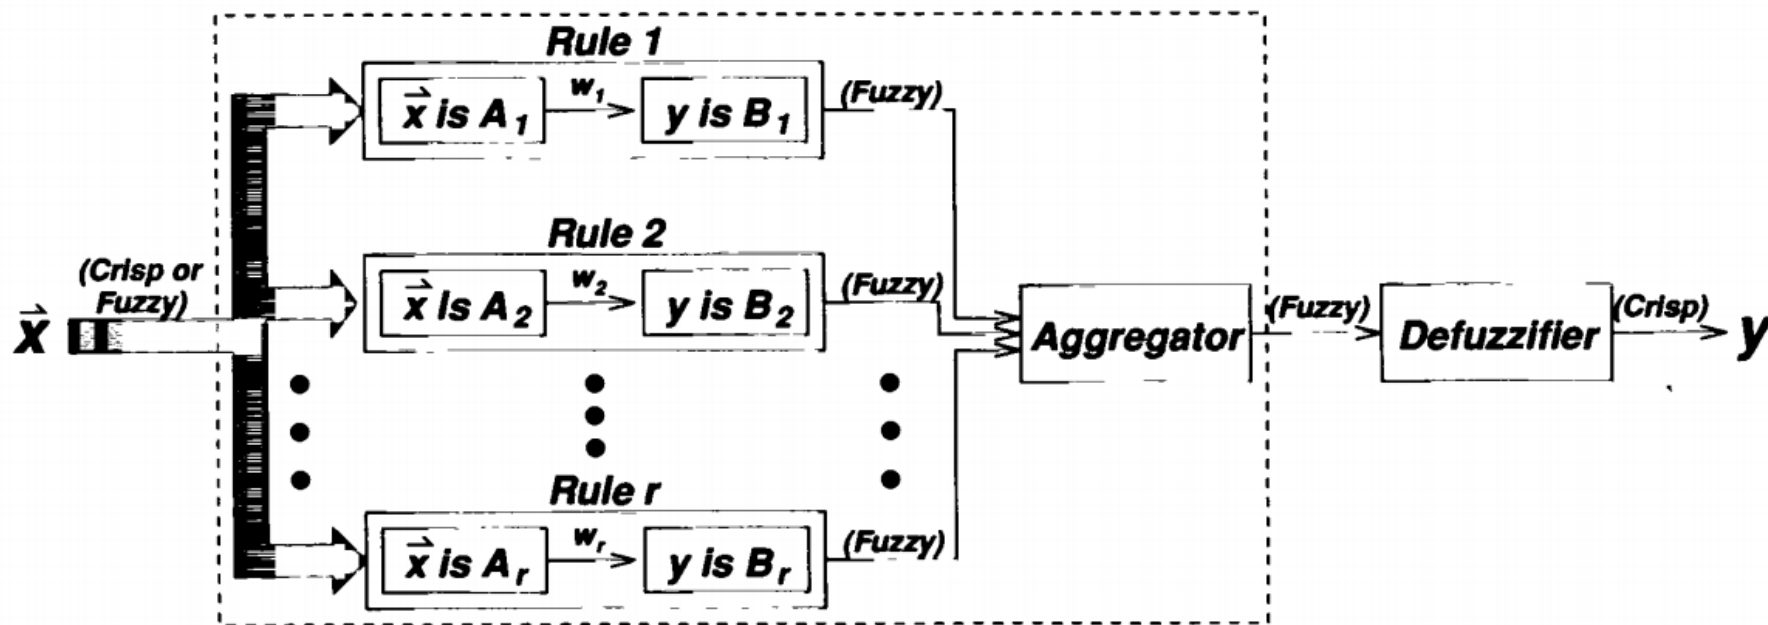 Rule 1
x⃗ is A₁
w₁
y is B₁
(Fuzzy)
Rule 2
x⃗ is A₂
w₂
y is B₂
(Fuzzy)
(Crisp or
Fuzzy)
x⃗
Aggregator
(Fuzzy)
Defuzzifier
(Crisp)
y
Rule r
x⃗ is Aᵣ
wᵣ
y is Bᵣ
(Fuzzy)